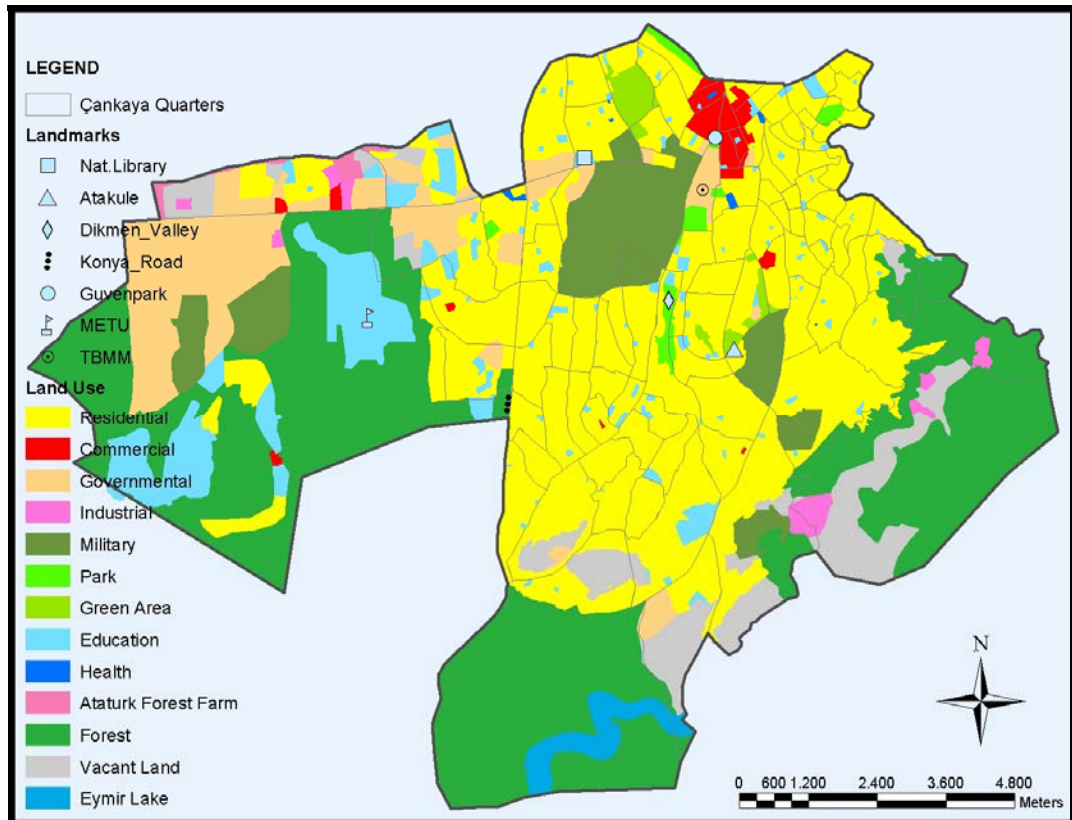 LEGEND
Çankaya Quarters
Landmarks
Nat.Library
Atakule
Dikmen_Valley
Konya_Road
Guvenpark
METU
TBMM
Land Use
Residential
Commercial
Governmental
Industrial
Military
Park
Green Area
Education
Health
Ataturk Forest Farm
Forest
Vacant Land
Eymir Lake
N
0 600 1.200 2.400 3.600 4.800
Meters